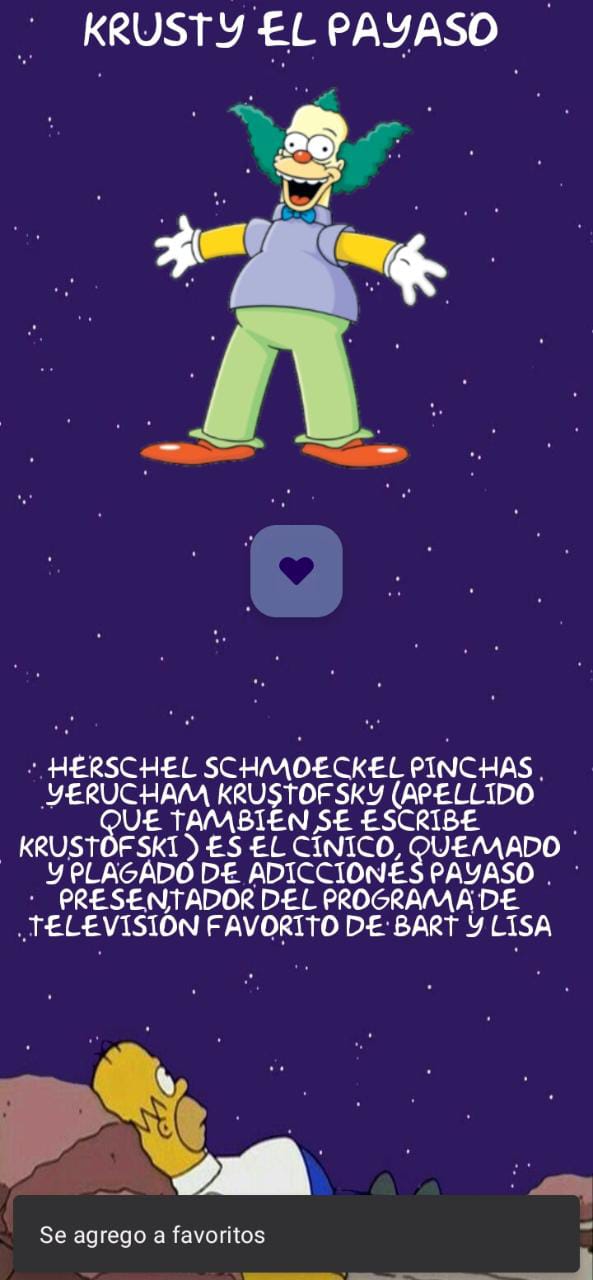 KRUSTY EL PAYASO
HERSCHEL SCHMOECKEL PINCHAS
YERUCHAM KRUSTOFSKY (APELLIDO
QUE TAMBIÉN SE ESCRIBE
KRUSTOFSKI ) ES EL CÍNICO, QUEMADO
Y PLAGADO DE ADICCIONES PAYASO
PRESENTADOR DEL PROGRAMA DE
TELEVISIÓN FAVORITO DE BART Y LISA
Se agrego a favoritos